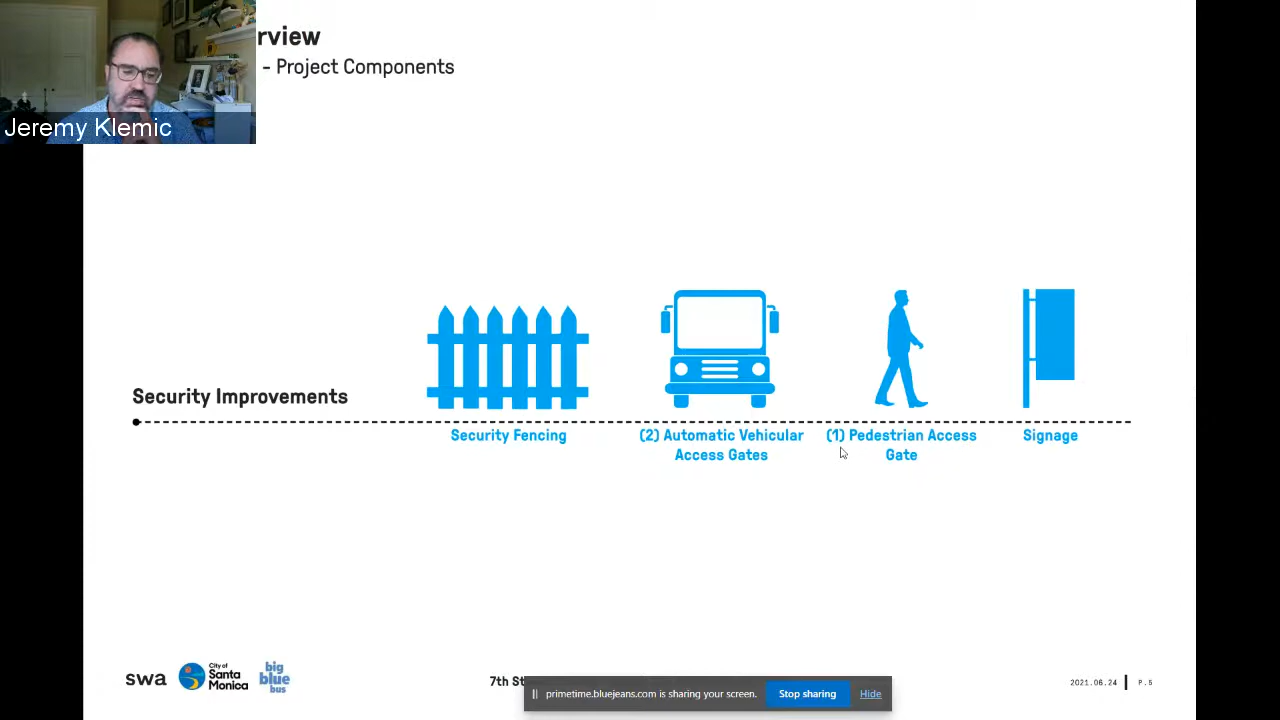 rview
- Project Components
Jeremy Klemic
Security Improvements
Security Fencing
(2) Automatic Vehicular
Access Gates
(1) Pedestrian Access
Gate
Signage
swa
City of
Santa
Monica
big
blue
bus
7th St
primetime.bluejeans.com is sharing your screen.
Stop sharing
Hide
2021.06.24
P.5